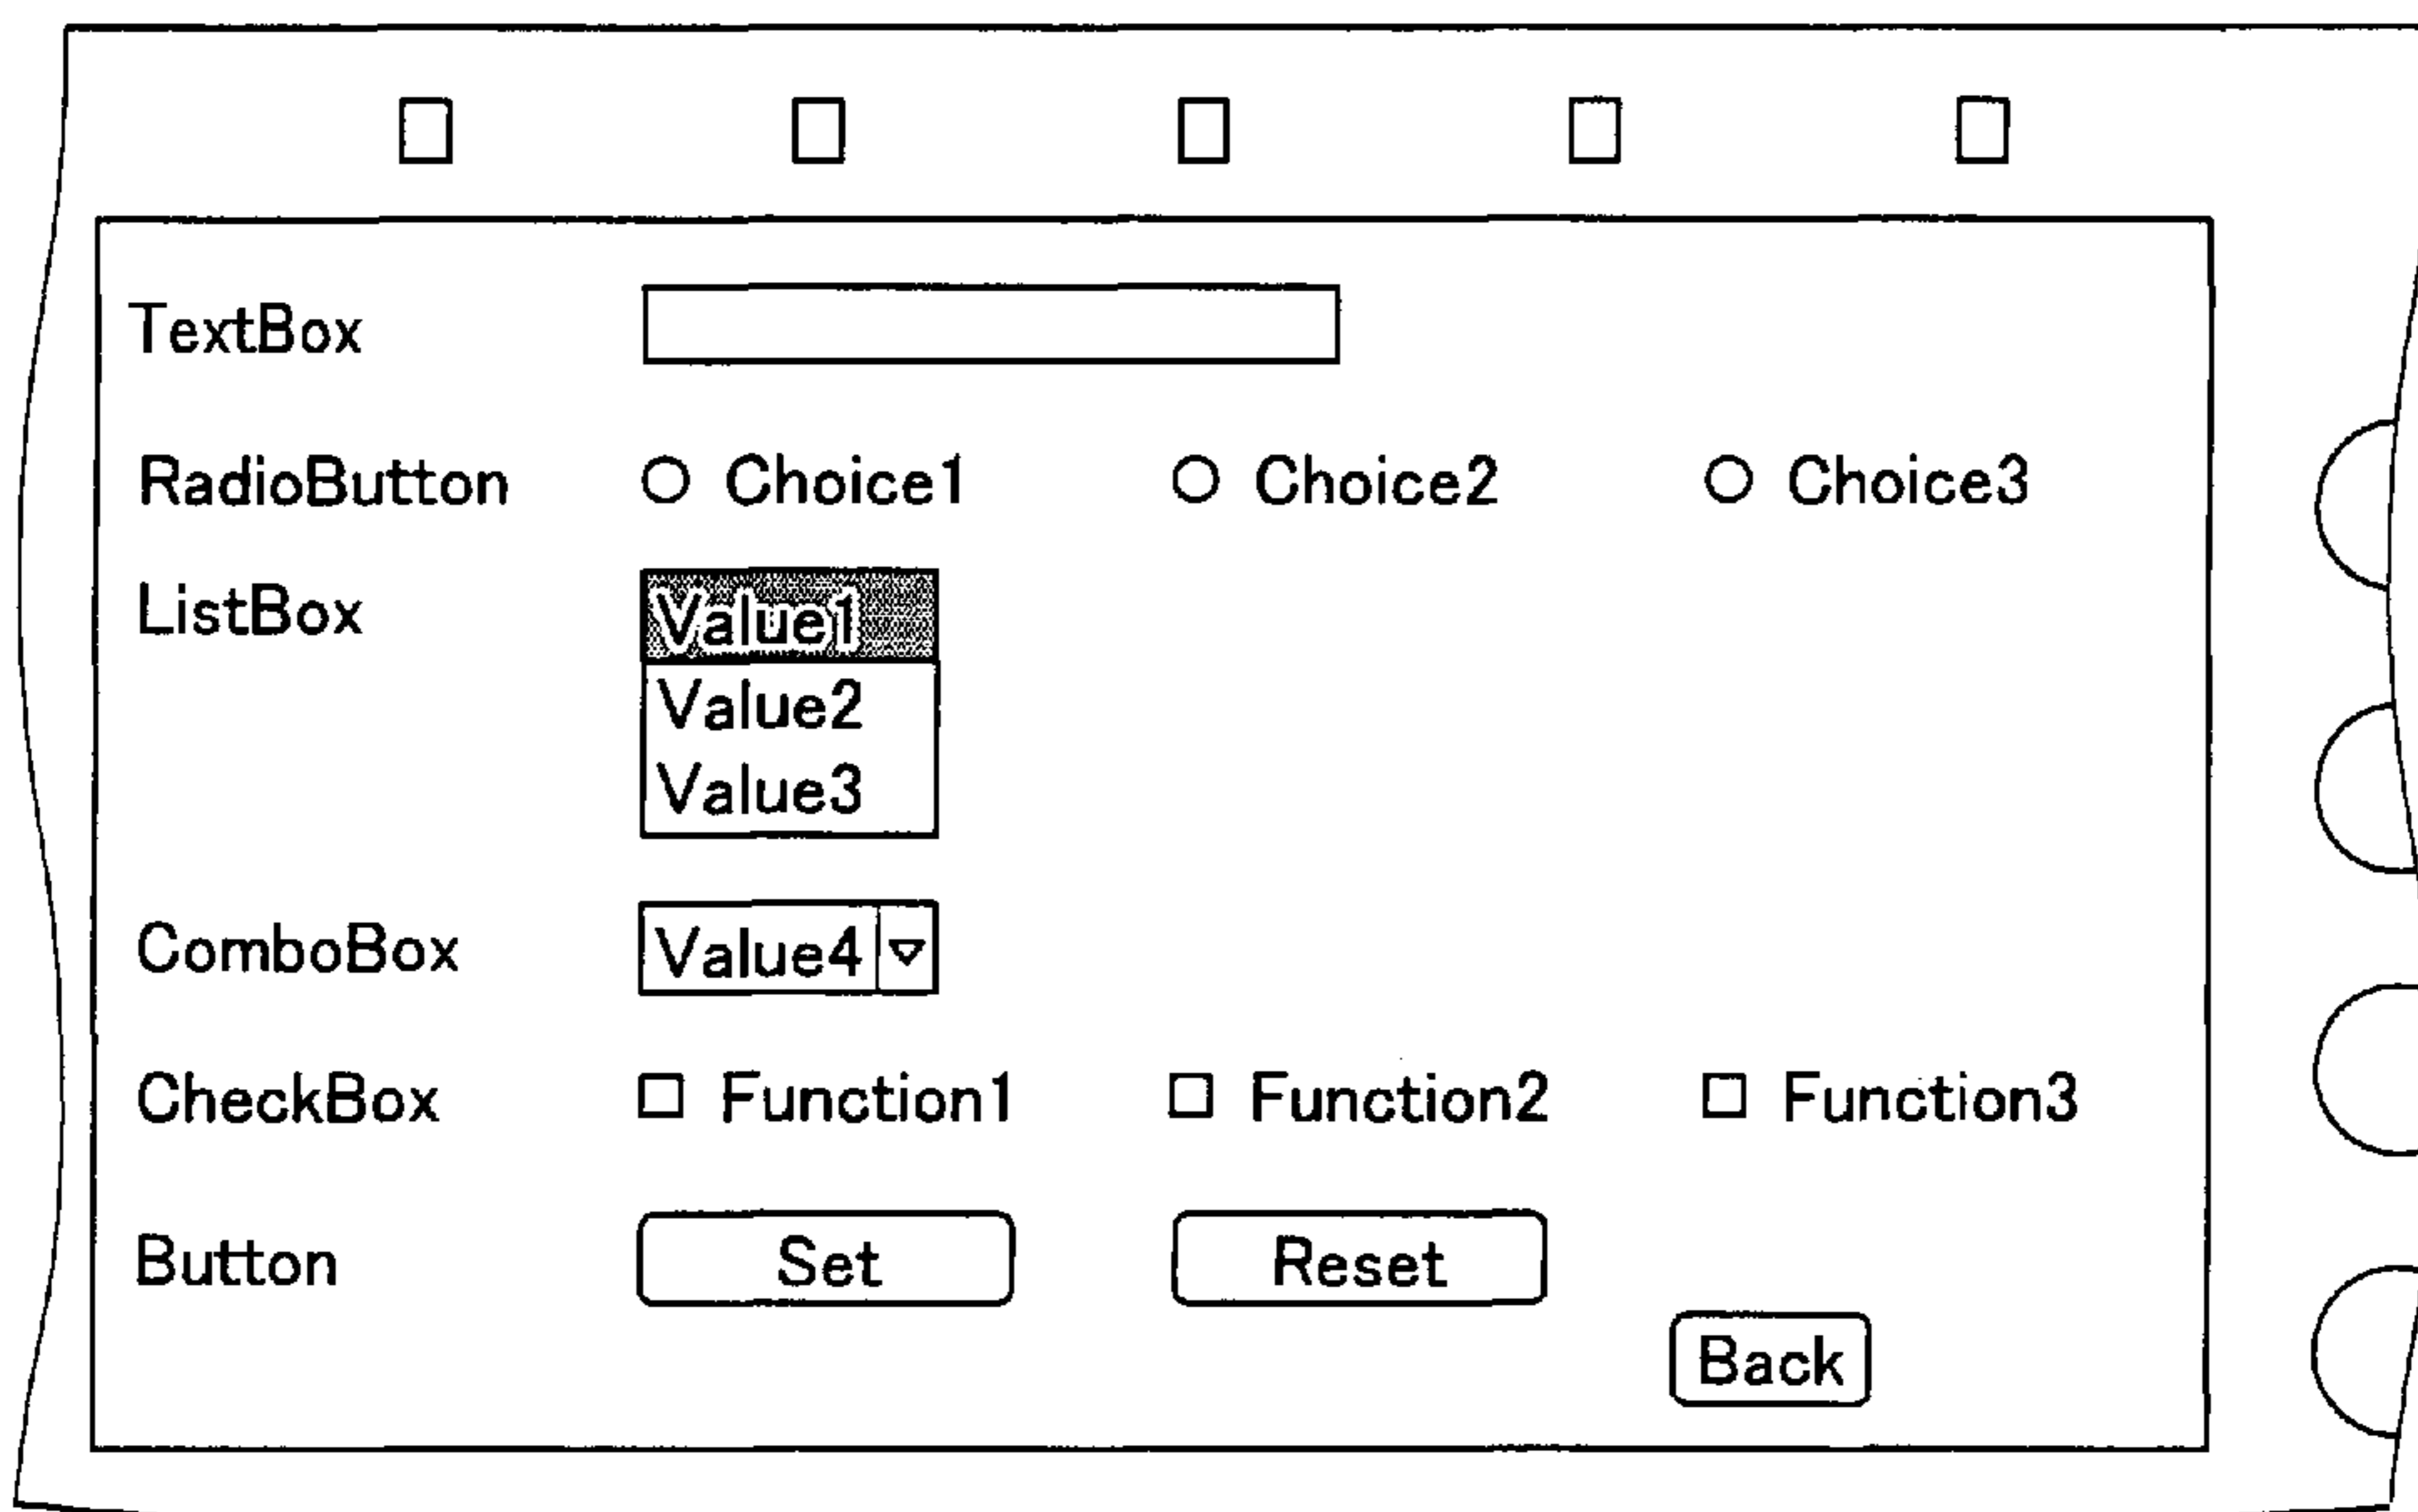 TextBox
RadioButton Choice1 Choice2 Choice3
ListBox Value1
Value2
Value3
ComboBox Value4
CheckBox Function1 Function2 Function3
Button Set Reset
Back